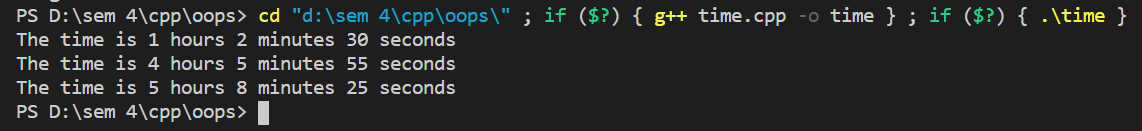 PS D:\sem 4\cpp\oops> cd "d:\sem 4\cpp\oops\" ; if ($?) { g++ time.cpp -o time } ; if ($?) { .\time }
The time is 1 hours 2 minutes 30 seconds
The time is 4 hours 5 minutes 55 seconds
The time is 5 hours 8 minutes 25 seconds
PS D:\sem 4\cpp\oops>